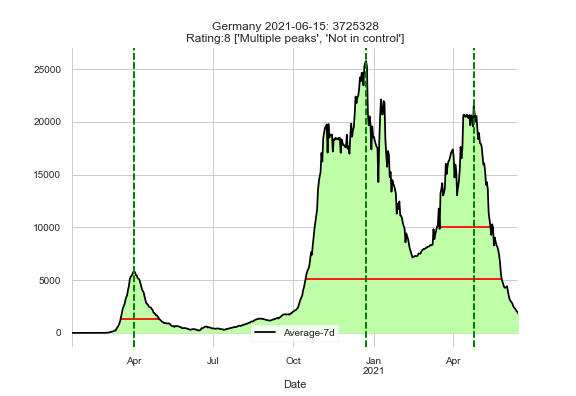 Germany 2021-06-15: 3725328
Rating:8 ['Multiple peaks', 'Not in control']
25000
20000
15000
10000
5000
0
Average-7d
Apr Jul Oct Jan Apr
2021
Date